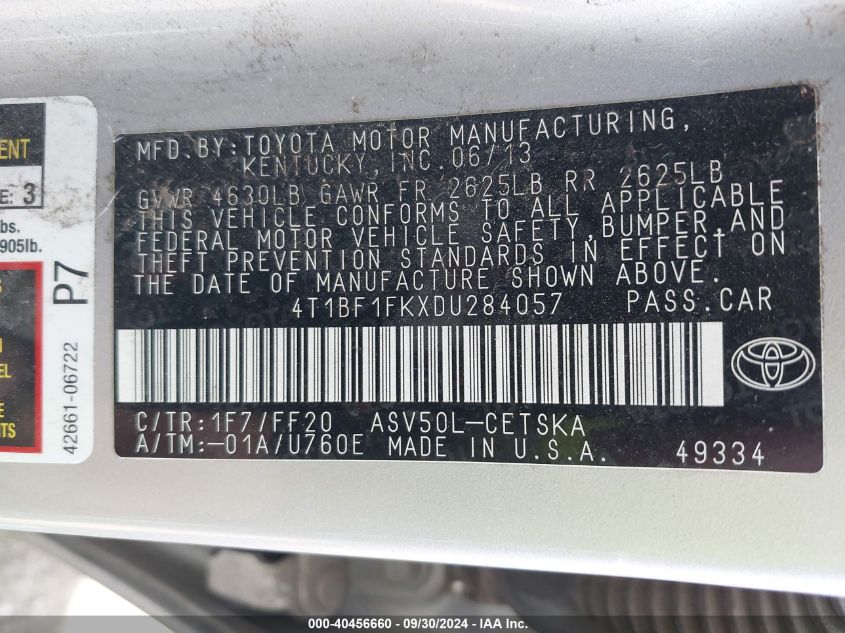 MFD.BY:TOYOTA MOTOR MANUFACTURING,
KENTUCKY, INC. 06/13
GVWR 4630LB GAWR FR 2625LB RR 2625LB
THIS VEHICLE CONFORMS TO ALL APPLICABLE
FEDERAL MOTOR VEHICLE SAFETY,BUMPER,AND
THEFT PREVENTION STANDARDS IN EFFECT ON
THE DATE OF MANUFACTURE SHOWN ABOVE.
4T1BF1FKXDU284057 PASS.CAR
C/TR:1F7/FF20 ASV50L-CETSKA
A/TM:-01A/U760E MADE IN U.S.A. 49334
ENT
E: 3
bs.
905lb.
P7
42661-06722
S
N
EL
NTS
000-40456660 - 09/30/2024 - IAA Inc.